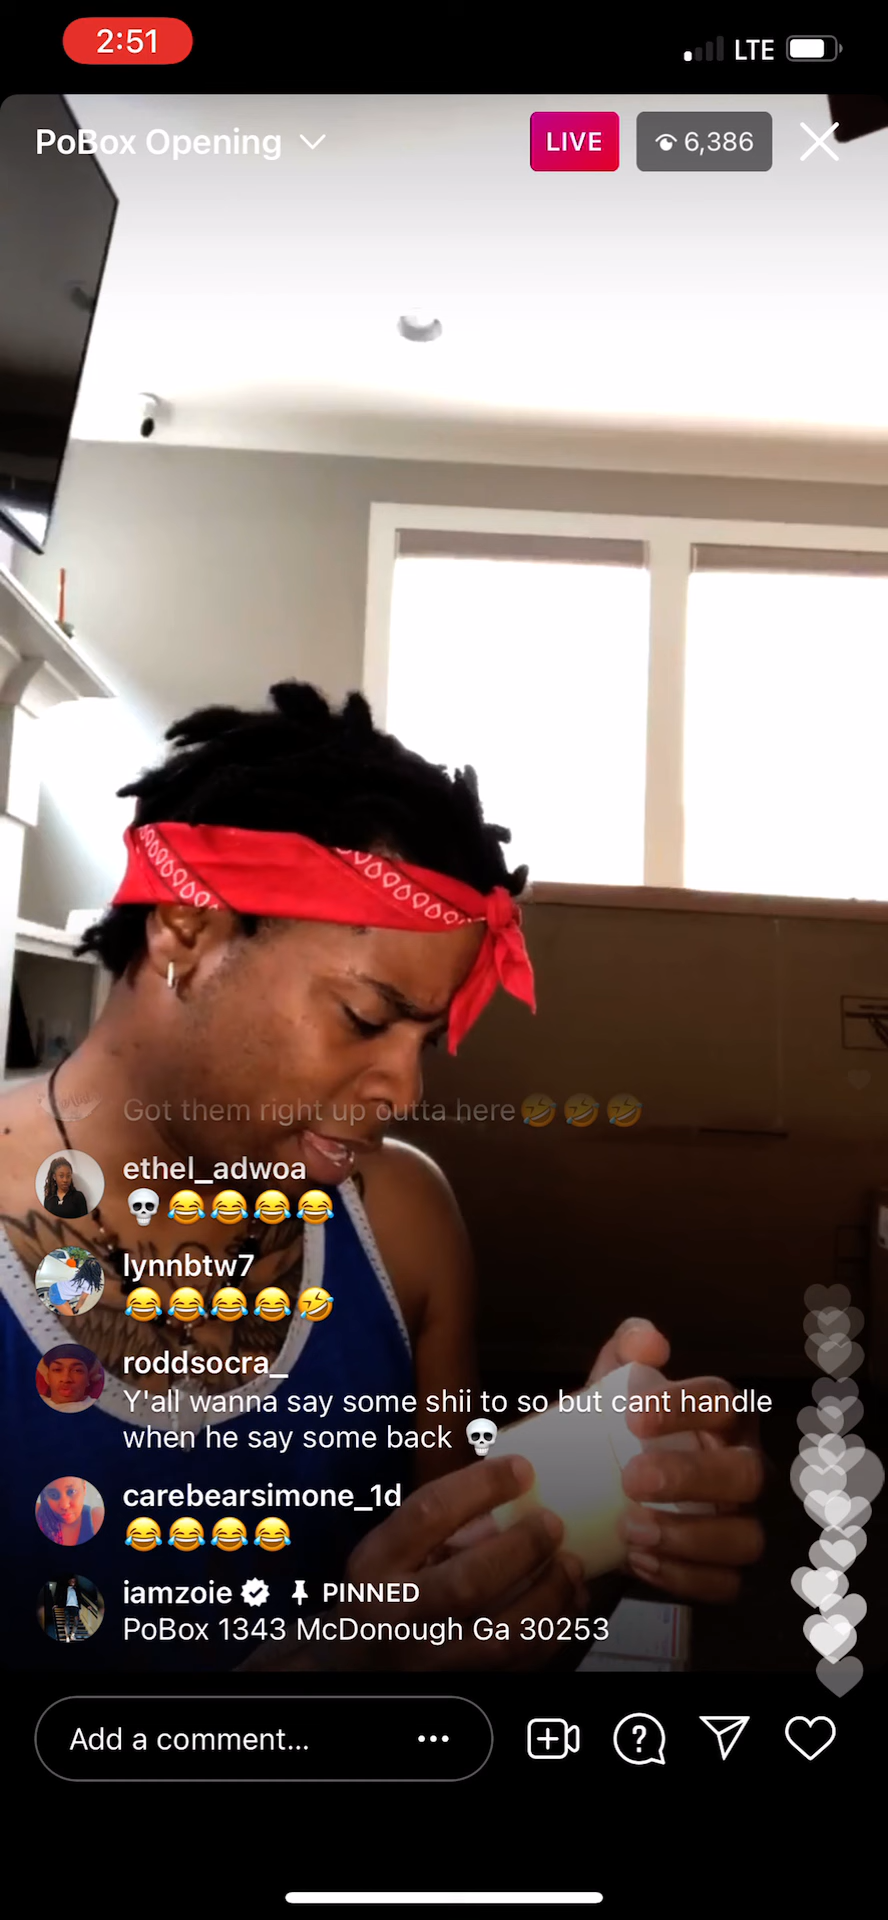 2:51
LTE
PoBox Opening
LIVE
6,386
Got them right up outta here🤣🤣🤣
ethel_adwoa
💀😂😂😂😂
lynnbtw7
😂😂😂😂🤣
roddsocra_
Y'all wanna say some shii to so but cant handle
when he say some back 💀
carebearsimone_1d
😂😂😂😂
iamzoie PINNED
PoBox 1343 McDonough Ga 30253
Add a comment...